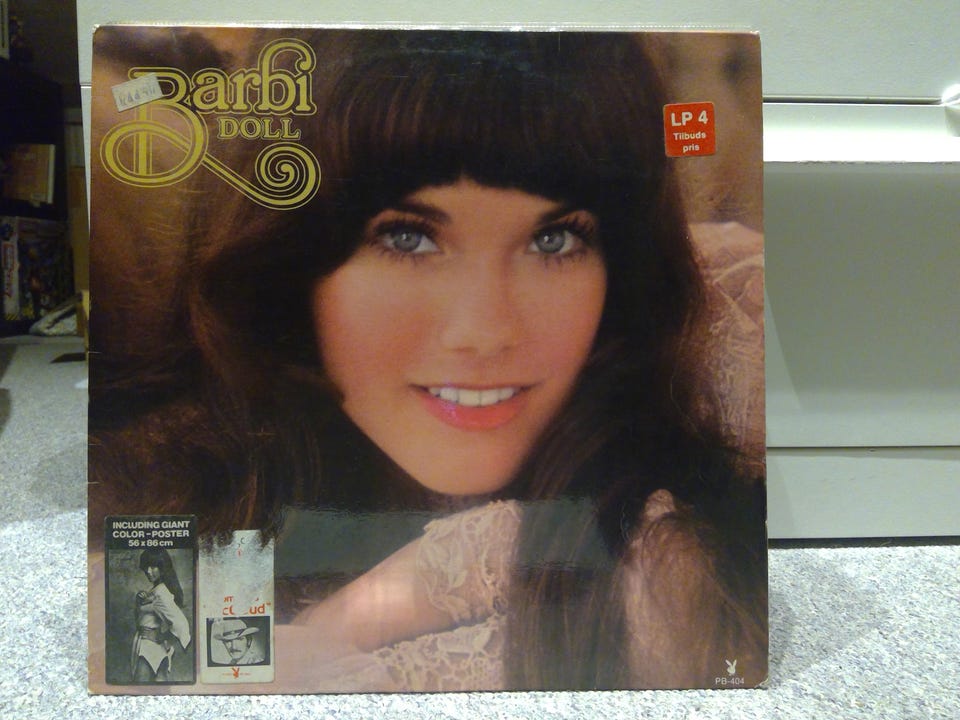 Barbi
DOLL
LP 4
Tilbuds
pris
INCLUDING GIANT
COLOR-POSTER
56 x 86 cm
PB-404